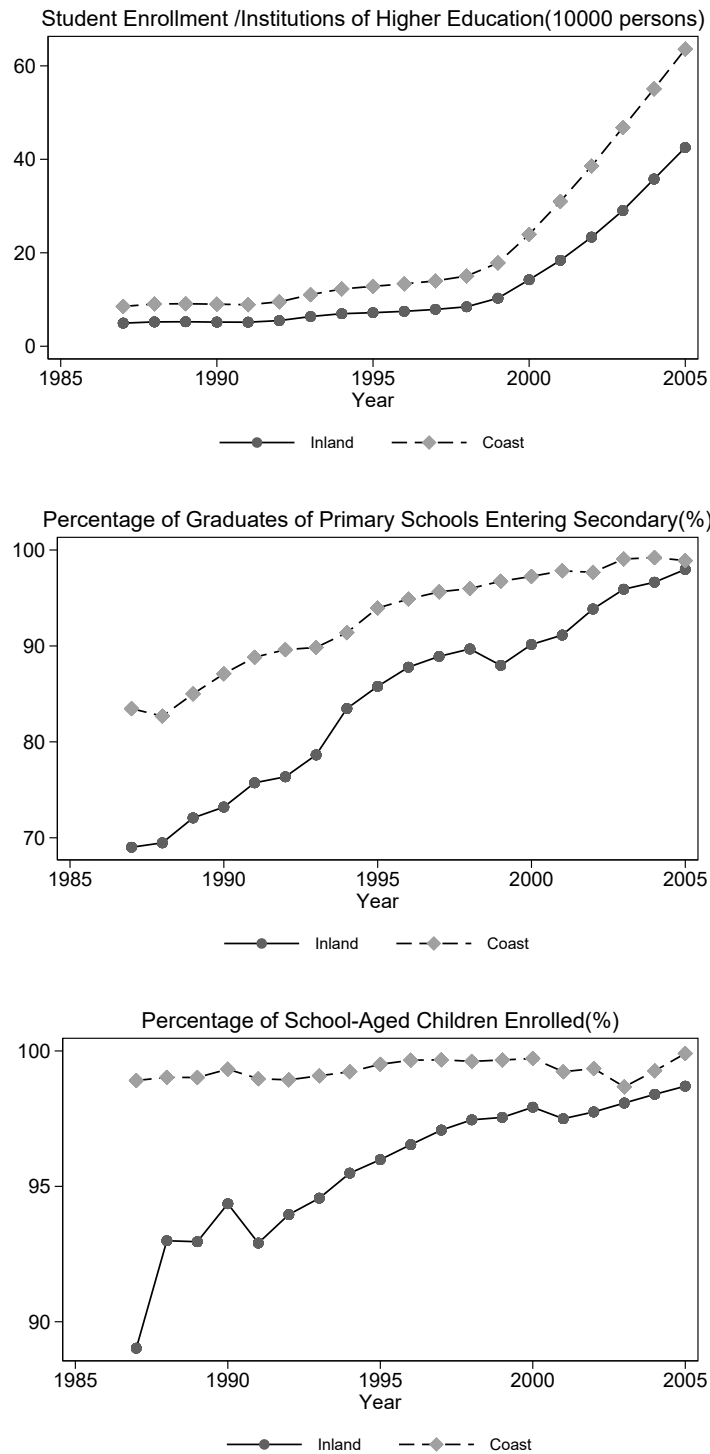 Student Enrollment /Institutions of Higher Education(10000 persons)
60
40
20
0
1985 1990 1995 2000 2005
Year
Inland Coast
Percentage of Graduates of Primary Schools Entering Secondary(%)
100
90
80
70
1985 1990 1995 2000 2005
Year
Inland Coast
Percentage of School-Aged Children Enrolled(%)
100
95
90
1985 1990 1995 2000 2005
Year
Inland Coast